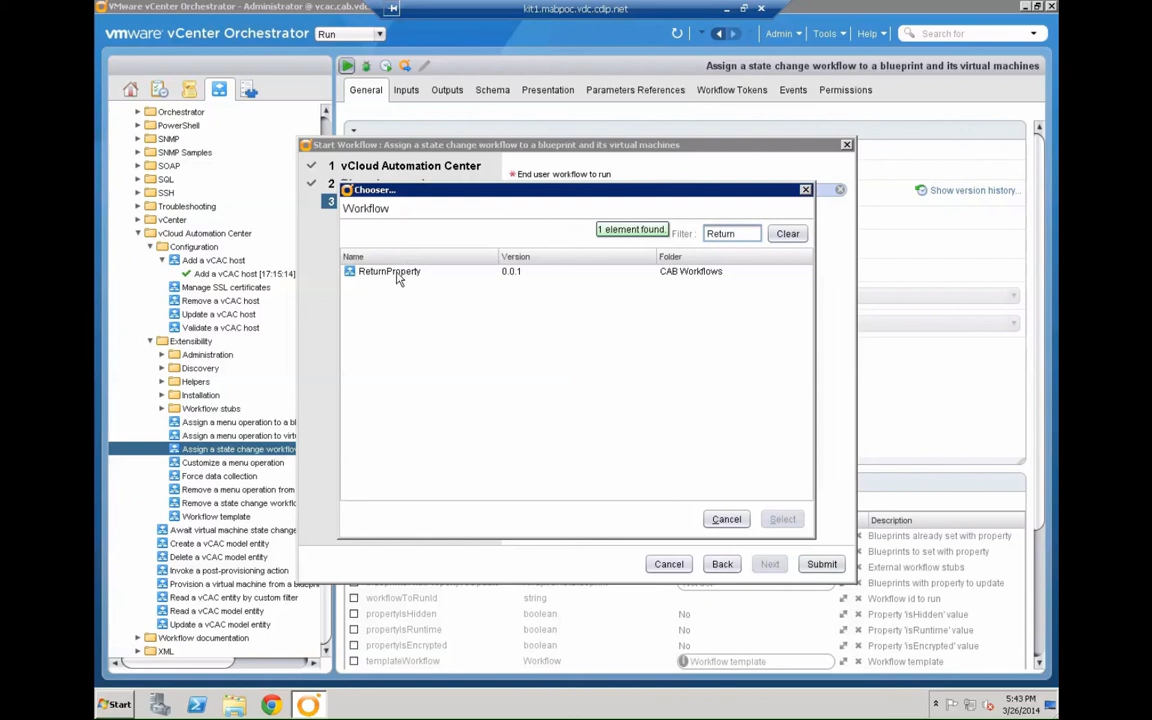 VMware vCenter Orchestrator - Administrator @ vcac.cab.vdc.
kit1.mabpoc.vdc.cdip.net
vmware vCenter Orchestrator
Run
Admin
Tools
Help
Search for
Assign a state change workflow to a blueprint and its virtual machines
General
Inputs
Outputs
Schema
Presentation
Parameters References
Workflow Tokens
Events
Permissions
Orchestrator
PowerShell
SNMP
SNMP Samples
SOAP
SQL
SSH
Troubleshooting
vCenter
vCloud Automation Center
Configuration
Add a vCAC host
Add a vCAC host [17:15:14]
Manage SSL certificates
Remove a vCAC host
Update a vCAC host
Validate a vCAC host
Extensibility
Administration
Discovery
Helpers
Installation
Workflow stubs
Assign a menu operation to a bl
Assign a menu operation to virt
Assign a state change workflow
Customize a menu operation
Force data collection
Remove a menu operation from
Remove a state change workfl
Workflow template
Await virtual machine state change
Create a vCAC model entity
Delete a vCAC model entity
Invoke a post-provisioning action
Provision a virtual machine from a bluepri
Read a vCAC entity by custom filter
Read a vCAC model entity
Update a vCAC model entity
Workflow documentation
XML
Start Workflow : Assign a state change workflow to a blueprint and its virtual machines
1 vCloud Automation Center
2
3
*End user workflow to run
Show version history...
Chooser...
Workflow
1 element found.
Filter :
Return
Clear
Name
Version
Folder
ReturnProperty
0.0.1
CAB Workflows
Cancel
Select
Cancel
Back
Next
Submit
Description
Blueprints already set with property
Blueprints to set with property
External workflow stubs
Blueprints with property to update
workflowToRunId
string
Workflow id to run
propertyIsHidden
boolean
No
Property 'isHidden' value
propertyIsRuntime
boolean
No
Property 'isRuntime' value
propertyIsEncrypted
boolean
No
Property 'isEncrypted' value
templateWorkflow
Workflow
Workflow template
Workflow template
Start
5:43 PM
3/26/2014